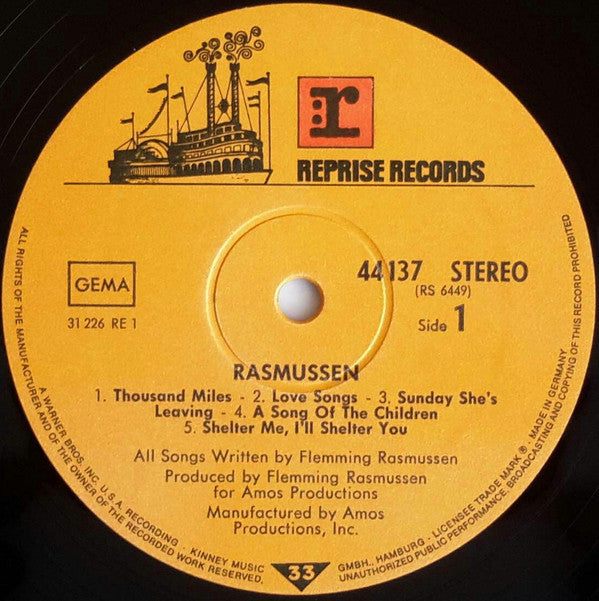 r
REPRISE RECORDS
GEMA
31 226 RE 1
44137 STEREO
(RS 6449)
Side 1
RASMUSSEN
1. Thousand Miles - 2. Love Songs - 3. Sunday She's
Leaving - 4. A Song Of The Children
5. Shelter Me, I'll Shelter You
All Songs Written by Flemming Rasmussen
Produced by Flemming Rasmussen
for Amos Productions
Manufactured by Amos
Productions, Inc.
33
ALL RIGHTS OF THE MANUFACTURER AND OF THE OWNER OF THE RECORDED WORK RESERVED.
A WARNER BROS. INC. U.S.A. RECORDING - KINNEY MUSIC GMBH., HAMBURG - LICENSEE TRADE MARK ® - MADE IN GERMANY
UNAUTHORIZED PUBLIC PERFORMANCE, BROADCASTING AND COPYING OF THIS RECORD PROHIBITED